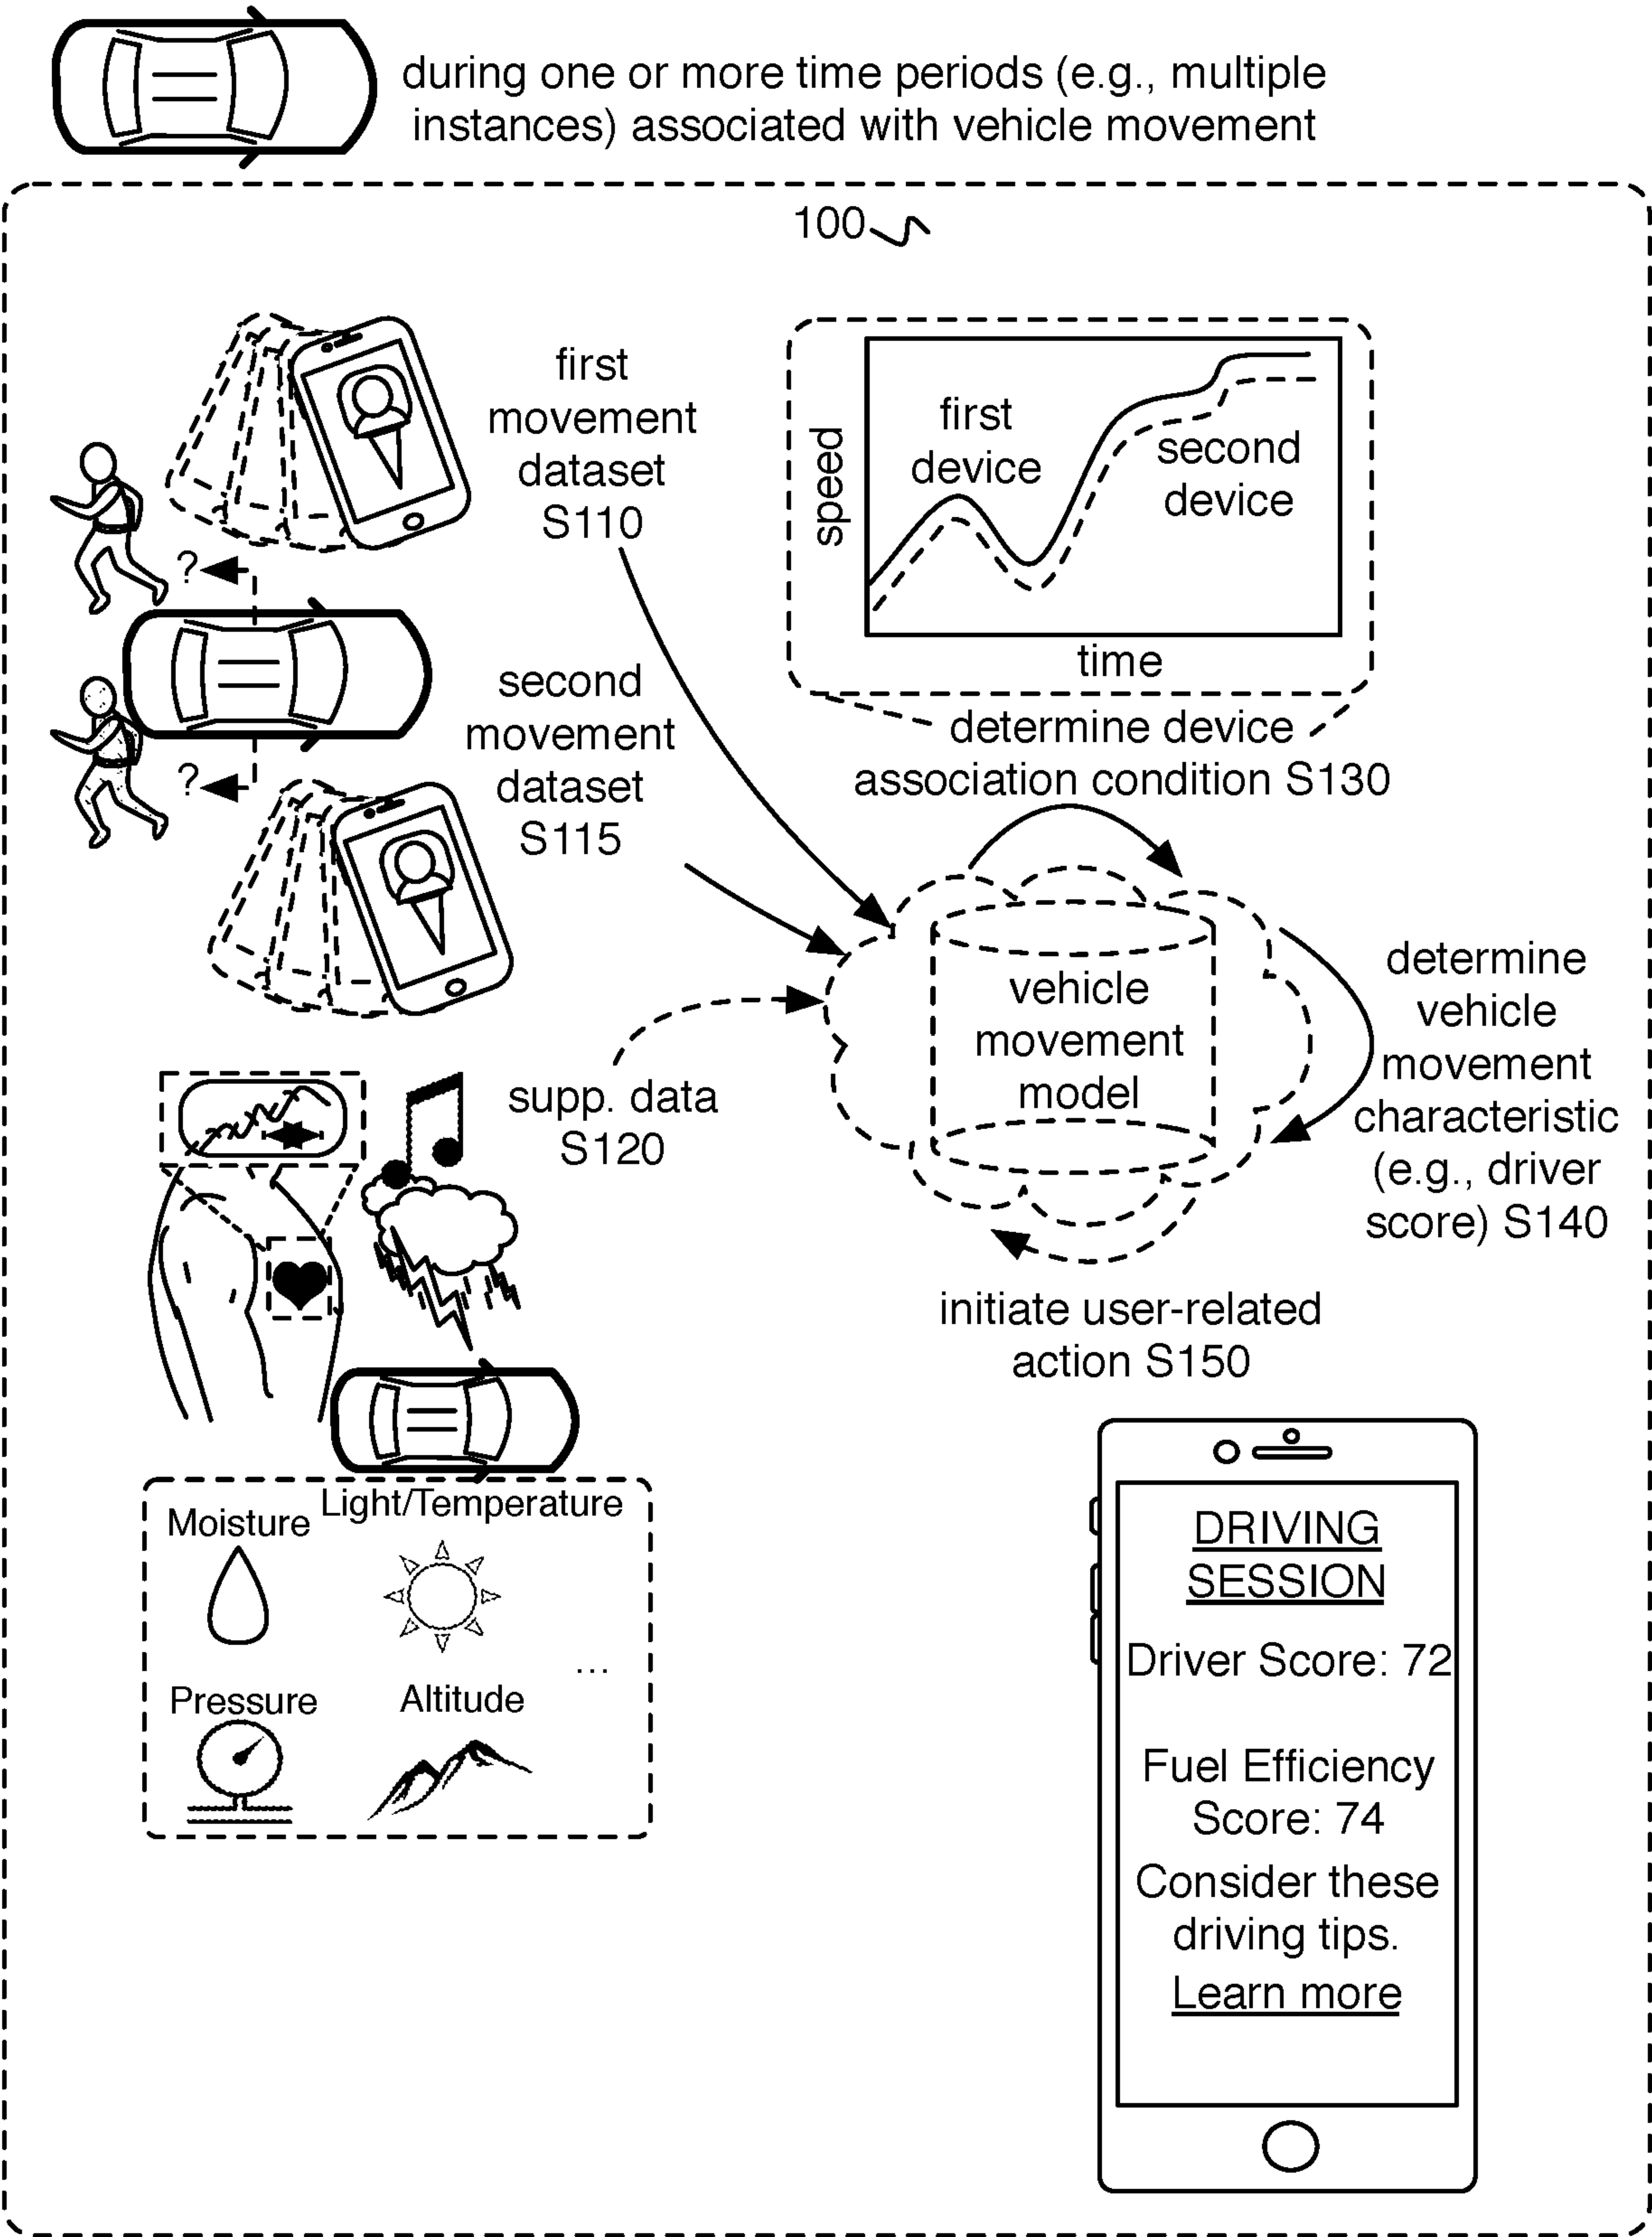 during one or more time periods (e.g., multiple
instances) associated with vehicle movement
100
first
movement
dataset
S110
speed
first
device
second
device
time
determine device
association condition S130
?
second
movement
dataset
S115
?
vehicle
movement
model
determine
vehicle
movement
characteristic
(e.g., driver
score) S140
supp. data
S120
initiate user-related
action S150
Moisture
Light/Temperature
...
Pressure
Altitude
DRIVING
SESSION
Driver Score: 72
Fuel Efficiency
Score: 74
Consider these
driving tips.
Learn more